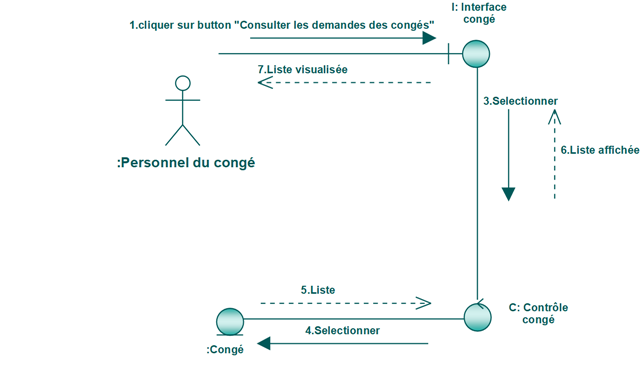 I: Interface
congé
1.cliquer sur button "Consulter les demandes des congés"
7.Liste visualisée
3.Selectionner
6.Liste affichée
:Personnel du congé
5.Liste
C: Contrôle
congé
4.Selectionner
:Congé